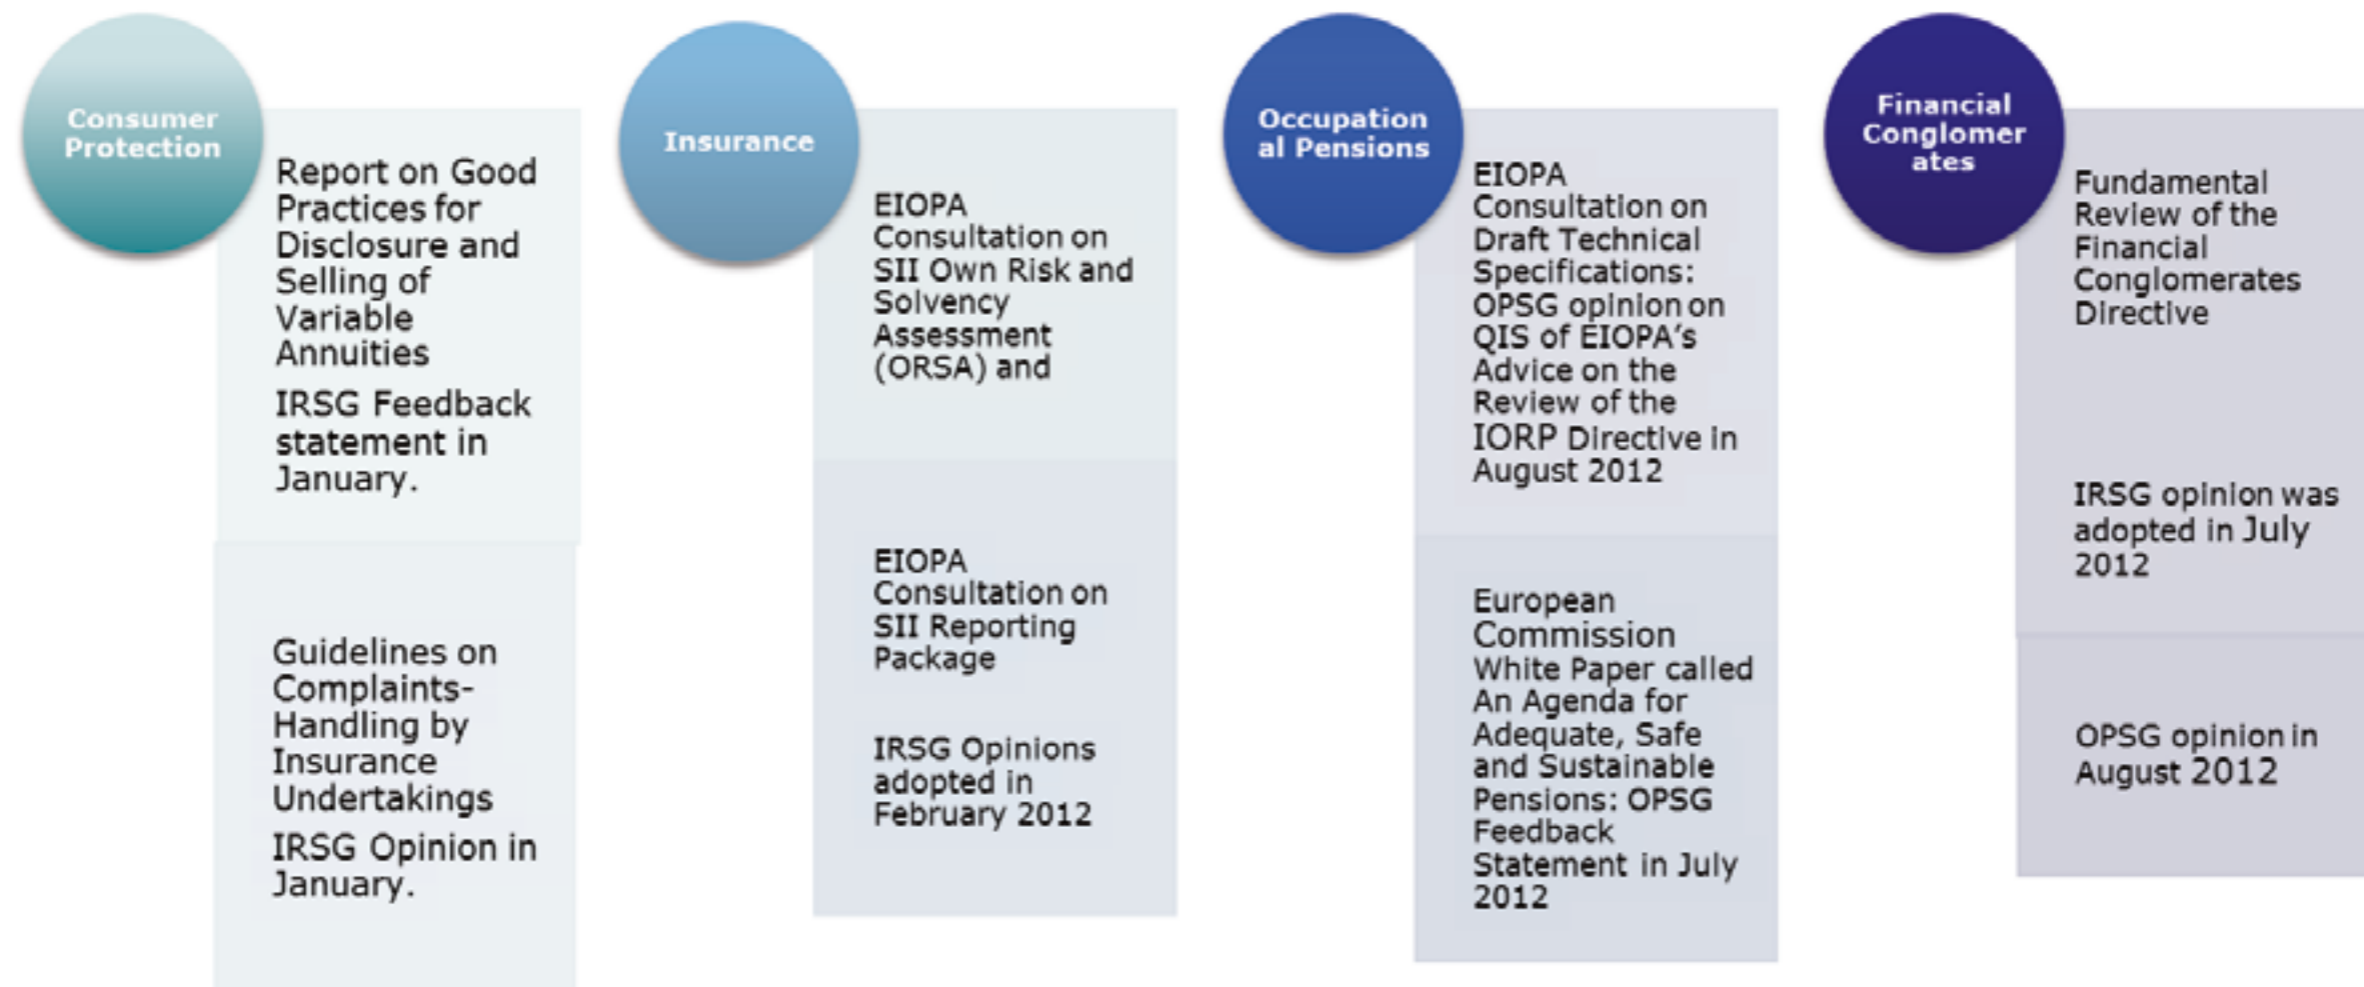 Consumer
Protection
Report on Good
Practices for
Disclosure and
Selling of
Variable
Annuities
IRSG Feedback
statement in
January.
Guidelines on
Complaints-
Handling by
Insurance
Undertakings
IRSG Opinion in
January.
Insurance
EIOPA
Consultation on
SII Own Risk and
Solvency
Assessment
(ORSA) and
EIOPA
Consultation on
SII Reporting
Package
IRSG Opinions
adopted in
February 2012
Occupation
al Pensions
EIOPA
Consultation on
Draft Technical
Specifications:
OPSG opinion on
QIS of EIOPA’s
Advice on the
Review of the
IORP Directive in
August 2012
European
Commission
White Paper called
An Agenda for
Adequate, Safe
and Sustainable
Pensions: OPSG
Feedback
Statement in July
2012
Financial
Conglomer
ates
Fundamental
Review of the
Financial
Conglomerates
Directive
IRSG opinion was
adopted in July
2012
OPSG opinion in
August 2012